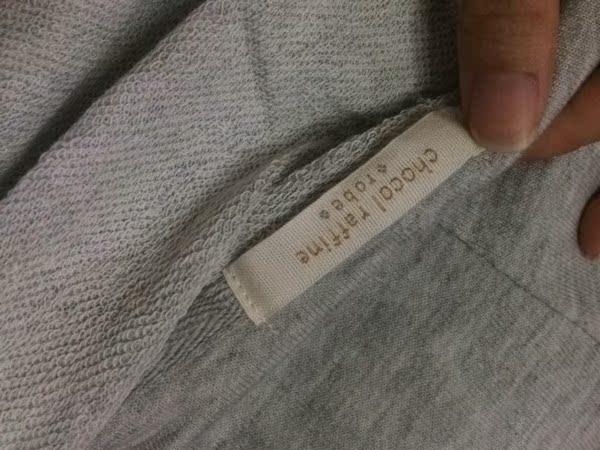 chocol raffine
❖ robe ❖